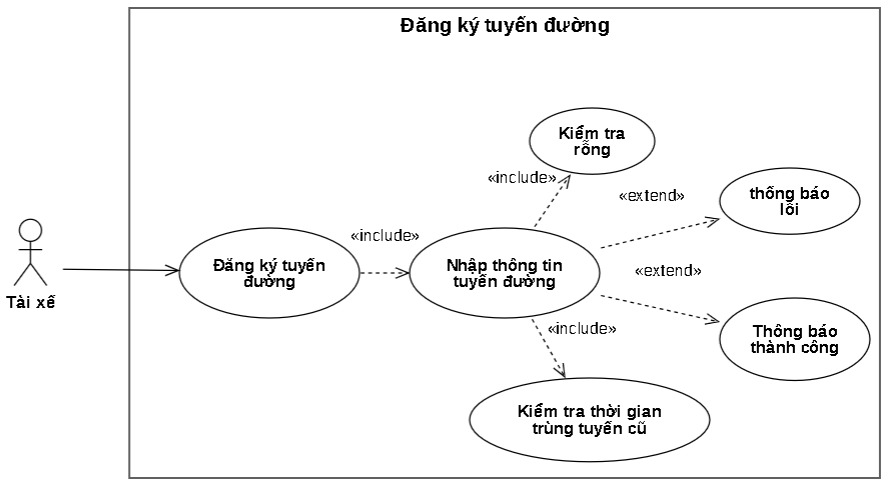 Đăng ký tuyến đường
Kiểm tra
rỗng
«include»
«extend»
thống báo
lỗi
«include»
Đăng ký tuyến
đường
Nhập thông tin
tuyến đường
«extend»
Tài xế
Thông báo
thành công
«include»
Kiểm tra thời gian
trùng tuyến cũ